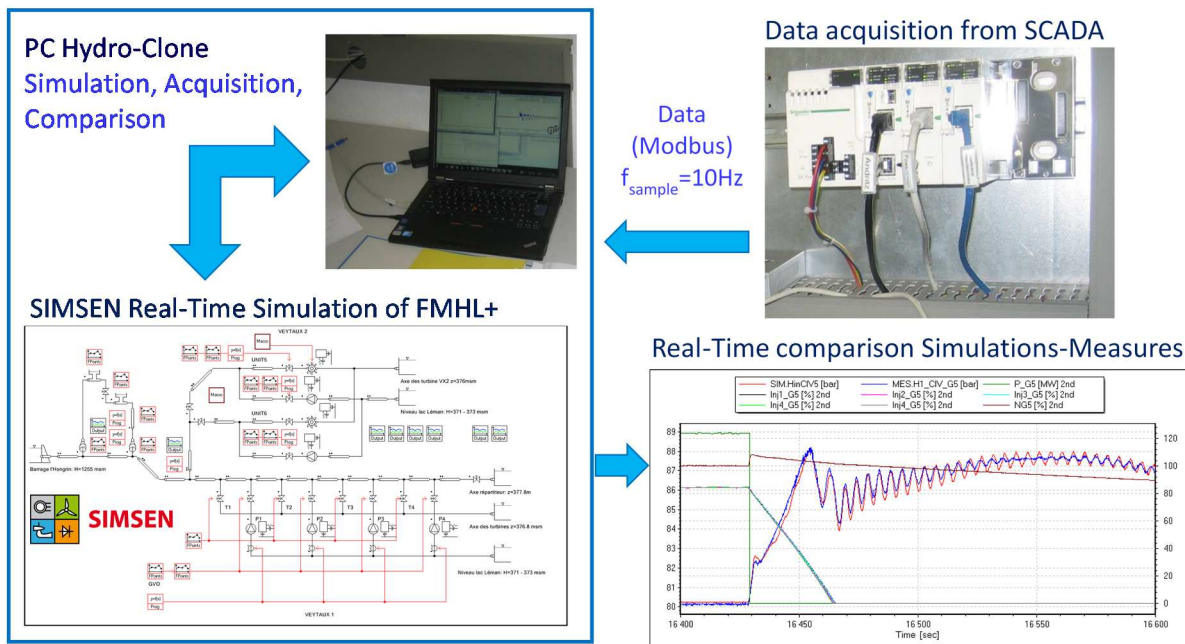 PC Hydro-Clone
Simulation, Acquisition,
Comparison
Data acquisition from SCADA
Data
(Modbus)
f_sample=10Hz
Andritz
SIMSEN Real-Time Simulation of FMHL+
VEYTAUX 2
UNIT5
UNIT6
Axe des turbine VX2 z=376msm
Niveau lac Léman: H=371 - 373 msm
Barrage l'Hongrin: H=1255 msm
Axe répartiteur: z=377.8m
T1
T2
T3
T4
Axe des turbines z=376.8 msm
P1
P2
P3
P4
Niveau lac Léman: H=371 - 373 msm
GVO
VEYTAUX 1
SIMSEN
Real-Time comparison Simulations-Measures
SIM.HinCIV5 [bar]
MES.H1_CIV_G5 [bar]
P_G5 [MW] 2nd
Inj1_G5 [%] 2nd
Inj2_G5 [%] 2nd
Inj3_G5 [%] 2nd
Inj4_G5 [%] 2nd
Inj4_G5 [%] 2nd
NG5 [%] 2nd
89
88
87
86
85
84
83
82
81
80
120
100
80
60
40
20
0
16 400
16 450
16 500
16 550
16 600
Time [sec]